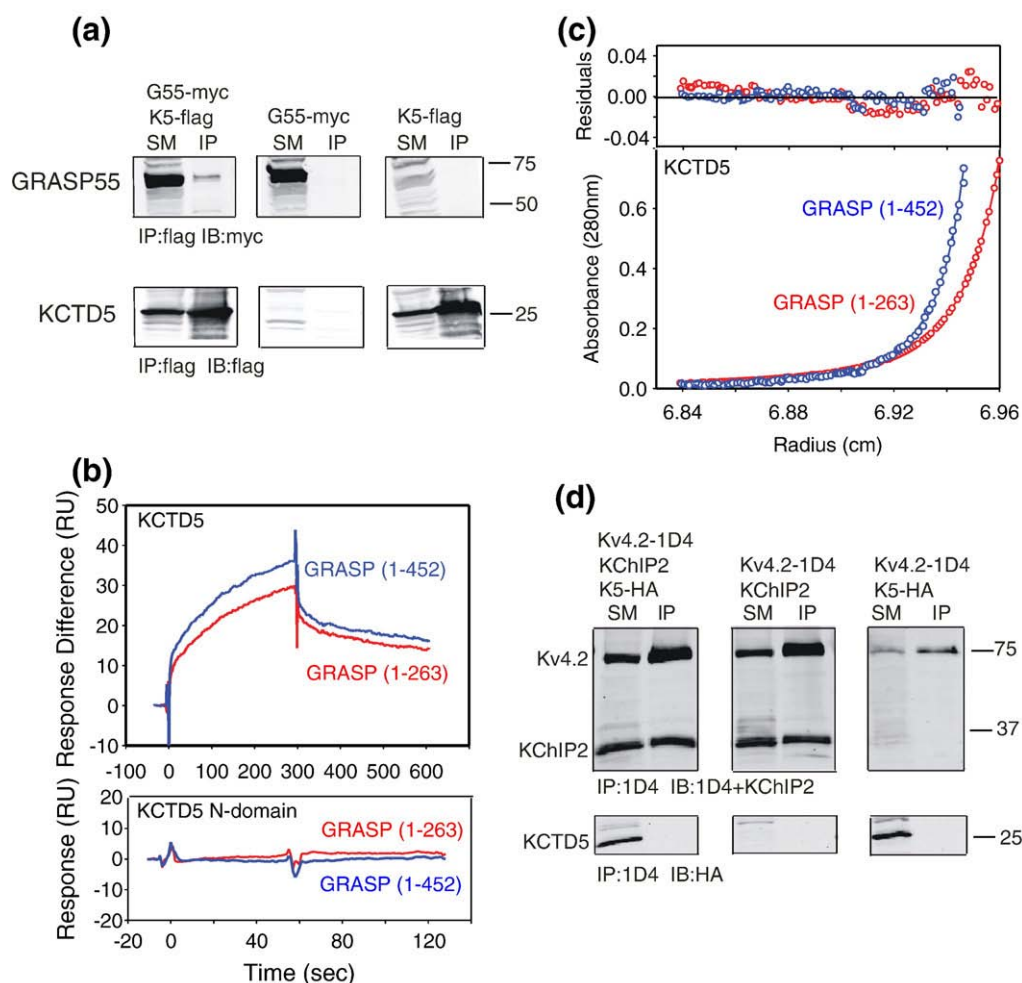 (a)
G55-myc
K5-flag
G55-myc
K5-flag
SM IP
SM IP
SM IP
GRASP55
75
50
IP:flag IB:myc
KCTD5
25
IP:flag IB:flag
(b)
Response Difference (RU)
50
40
30
20
10
0
-10
KCTD5
GRASP (1-452)
GRASP (1-263)
-100 0 100 200 300 400 500 600
Response (RU)
20
10
0
-10
-20
KCTD5 N-domain
GRASP (1-263)
GRASP (1-452)
-20 0 20 40 60 80 100 120
Time (sec)
(c)
Residuals
0.04
0.00
-0.04
KCTD5
Absorbance (280nm)
0.6
0.4
0.2
0.0
GRASP (1-452)
GRASP (1-263)
6.84 6.88 6.92 6.96
Radius (cm)
(d)
Kv4.2-1D4
KChIP2
K5-HA
Kv4.2-1D4
KChIP2
Kv4.2-1D4
K5-HA
SM IP
SM IP
SM IP
Kv4.2
75
37
KChIP2
IP:1D4 IB:1D4+KChIP2
KCTD5
25
IP:1D4 IB:HA